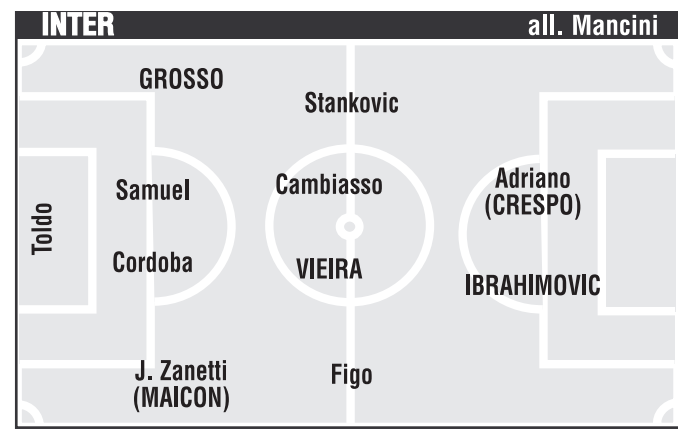 INTER
all. Mancini
GROSSO
Stankovic
Samuel
Cambiasso
Adriano
(CRESPO)
Toldo
Cordoba
VIEIRA
IBRAHIMOVIC
J. Zanetti
(MAICON)
Figo